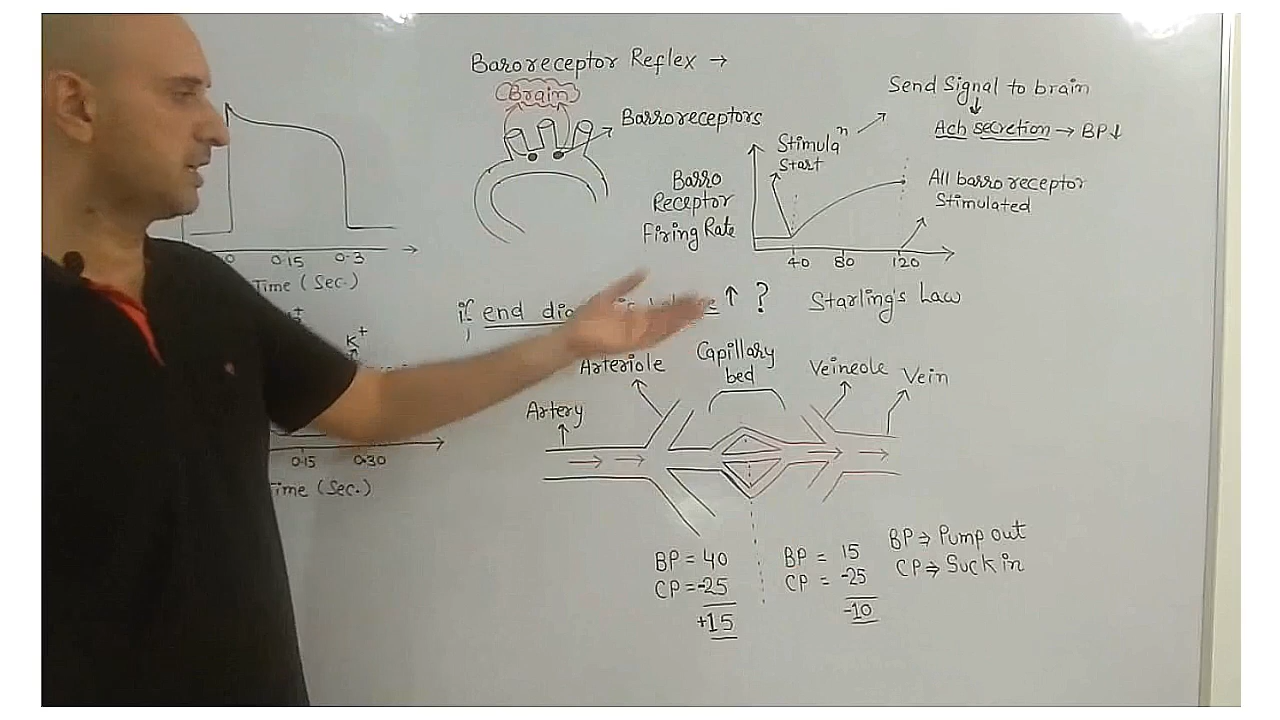 Baroreceptor Reflex →
Brain
Barroreceptors
Send Signal to brain
Ach secretion → BP↓
Stimulaⁿ
Start
Barro
Receptor
Firing Rate
All barro receptor
Stimulated
40 80 120
0 0.15 0.3
Time (Sec.)
if end ↑ ? Starling's Law
K⁺
Arteriole
Capillary
bed
Veineole
Vein
Artery
0.15 0.30
Time (Sec.)
BP = 40
CP = -25
+15
BP = 15
CP = -25
-10
BP ⇒ Pump out
CP ⇒ Suck in